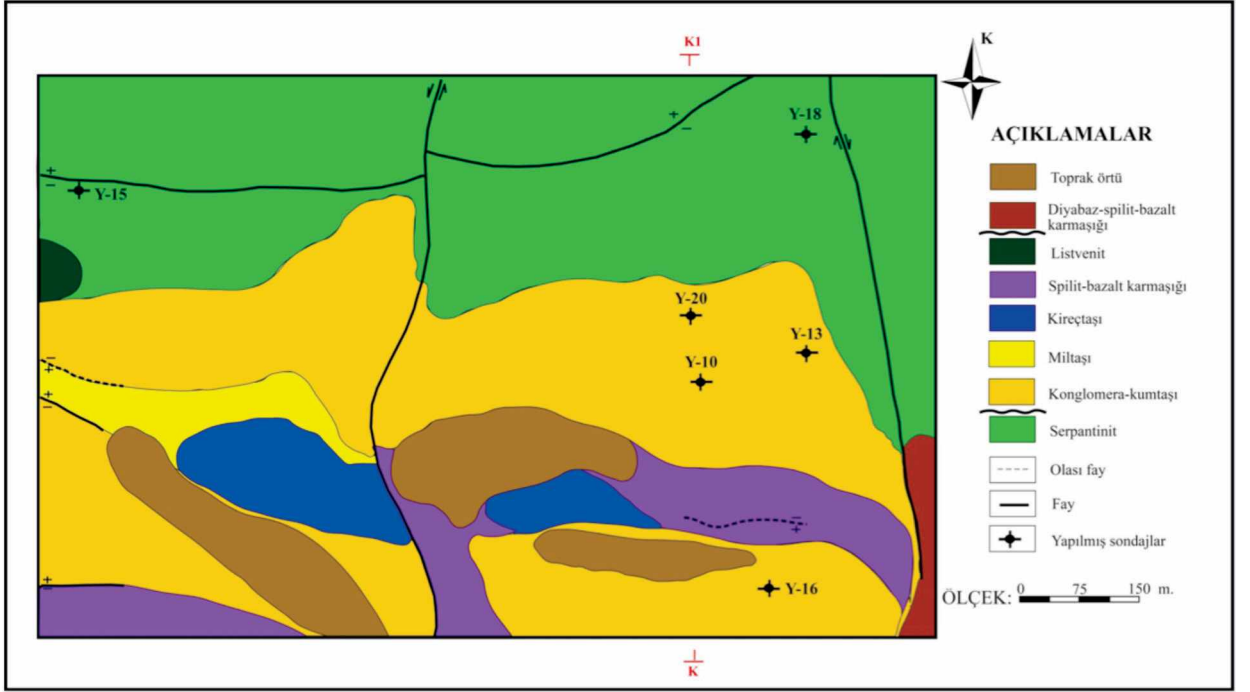 K1
K
Y-18
Y-15
Y-20
Y-13
Y-10
Y-16
K
AÇIKLAMALAR
Toprak örtü
Diyabaz-spilit-bazalt
karmaşığı
Listvenit
Spilit-bazalt karmaşığı
Kireçtaşı
Miltaşı
Konglomera-kumtaşı
Serpantinit
Olası fay
Fay
Yapılmış sondajlar
ÖLÇEK: 0 75 150 m.